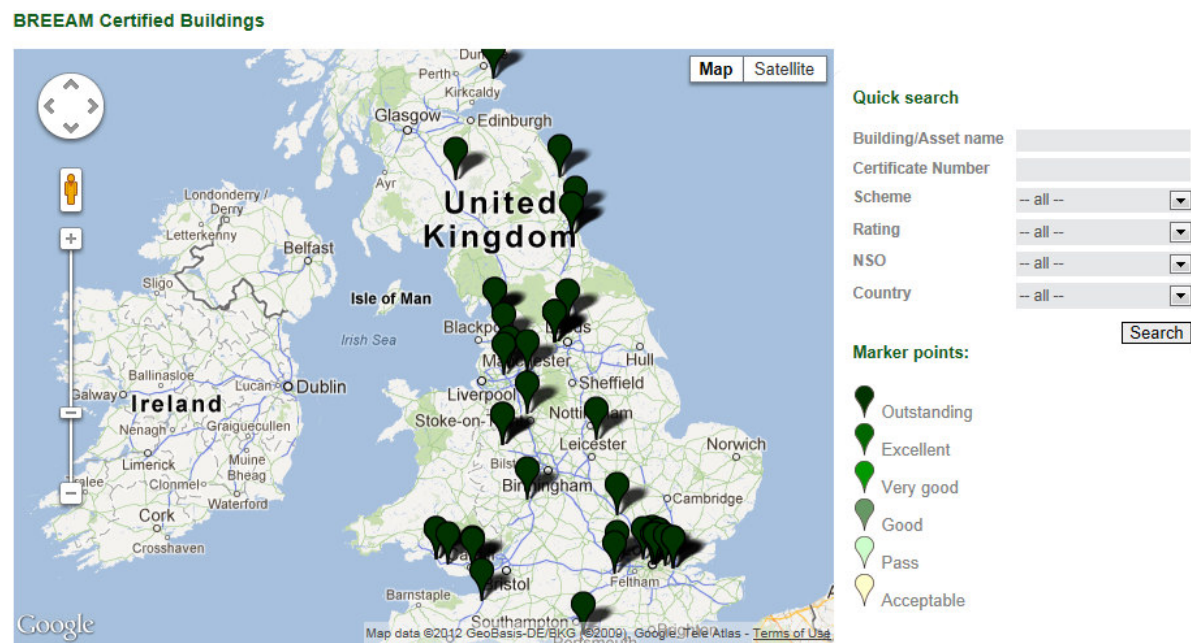 BREEAM Certified Buildings
Map Satellite
Perth
Kirkcaldy
Glasgow
Edinburgh
Ayr
United
Kingdom
Londonderry /
Derry
Letterkenny
Belfast
Sligo
Isle of Man
Irish Sea
Hull
Ballinasloe
Lucan
Dublin
Galway
Ireland
Liverpool
Sheffield
Nenagh
Graiguecullen
Stoke-on-
Leicester
Norwich
Limerick
Muine
Bheag
Clonmel
Waterford
Birmingham
Cambridge
Cork
Crosshaven
Barnstaple
Feltham
Southampton
Google
Map data ©2012 GeoBasis-DE/BKG (©2009), Google, Tele Atlas - Terms of Use
Quick search
Building/Asset name
Certificate Number
Scheme -- all --
Rating -- all --
NSO -- all --
Country -- all --
Search
Marker points:
Outstanding
Excellent
Very good
Good
Pass
Acceptable